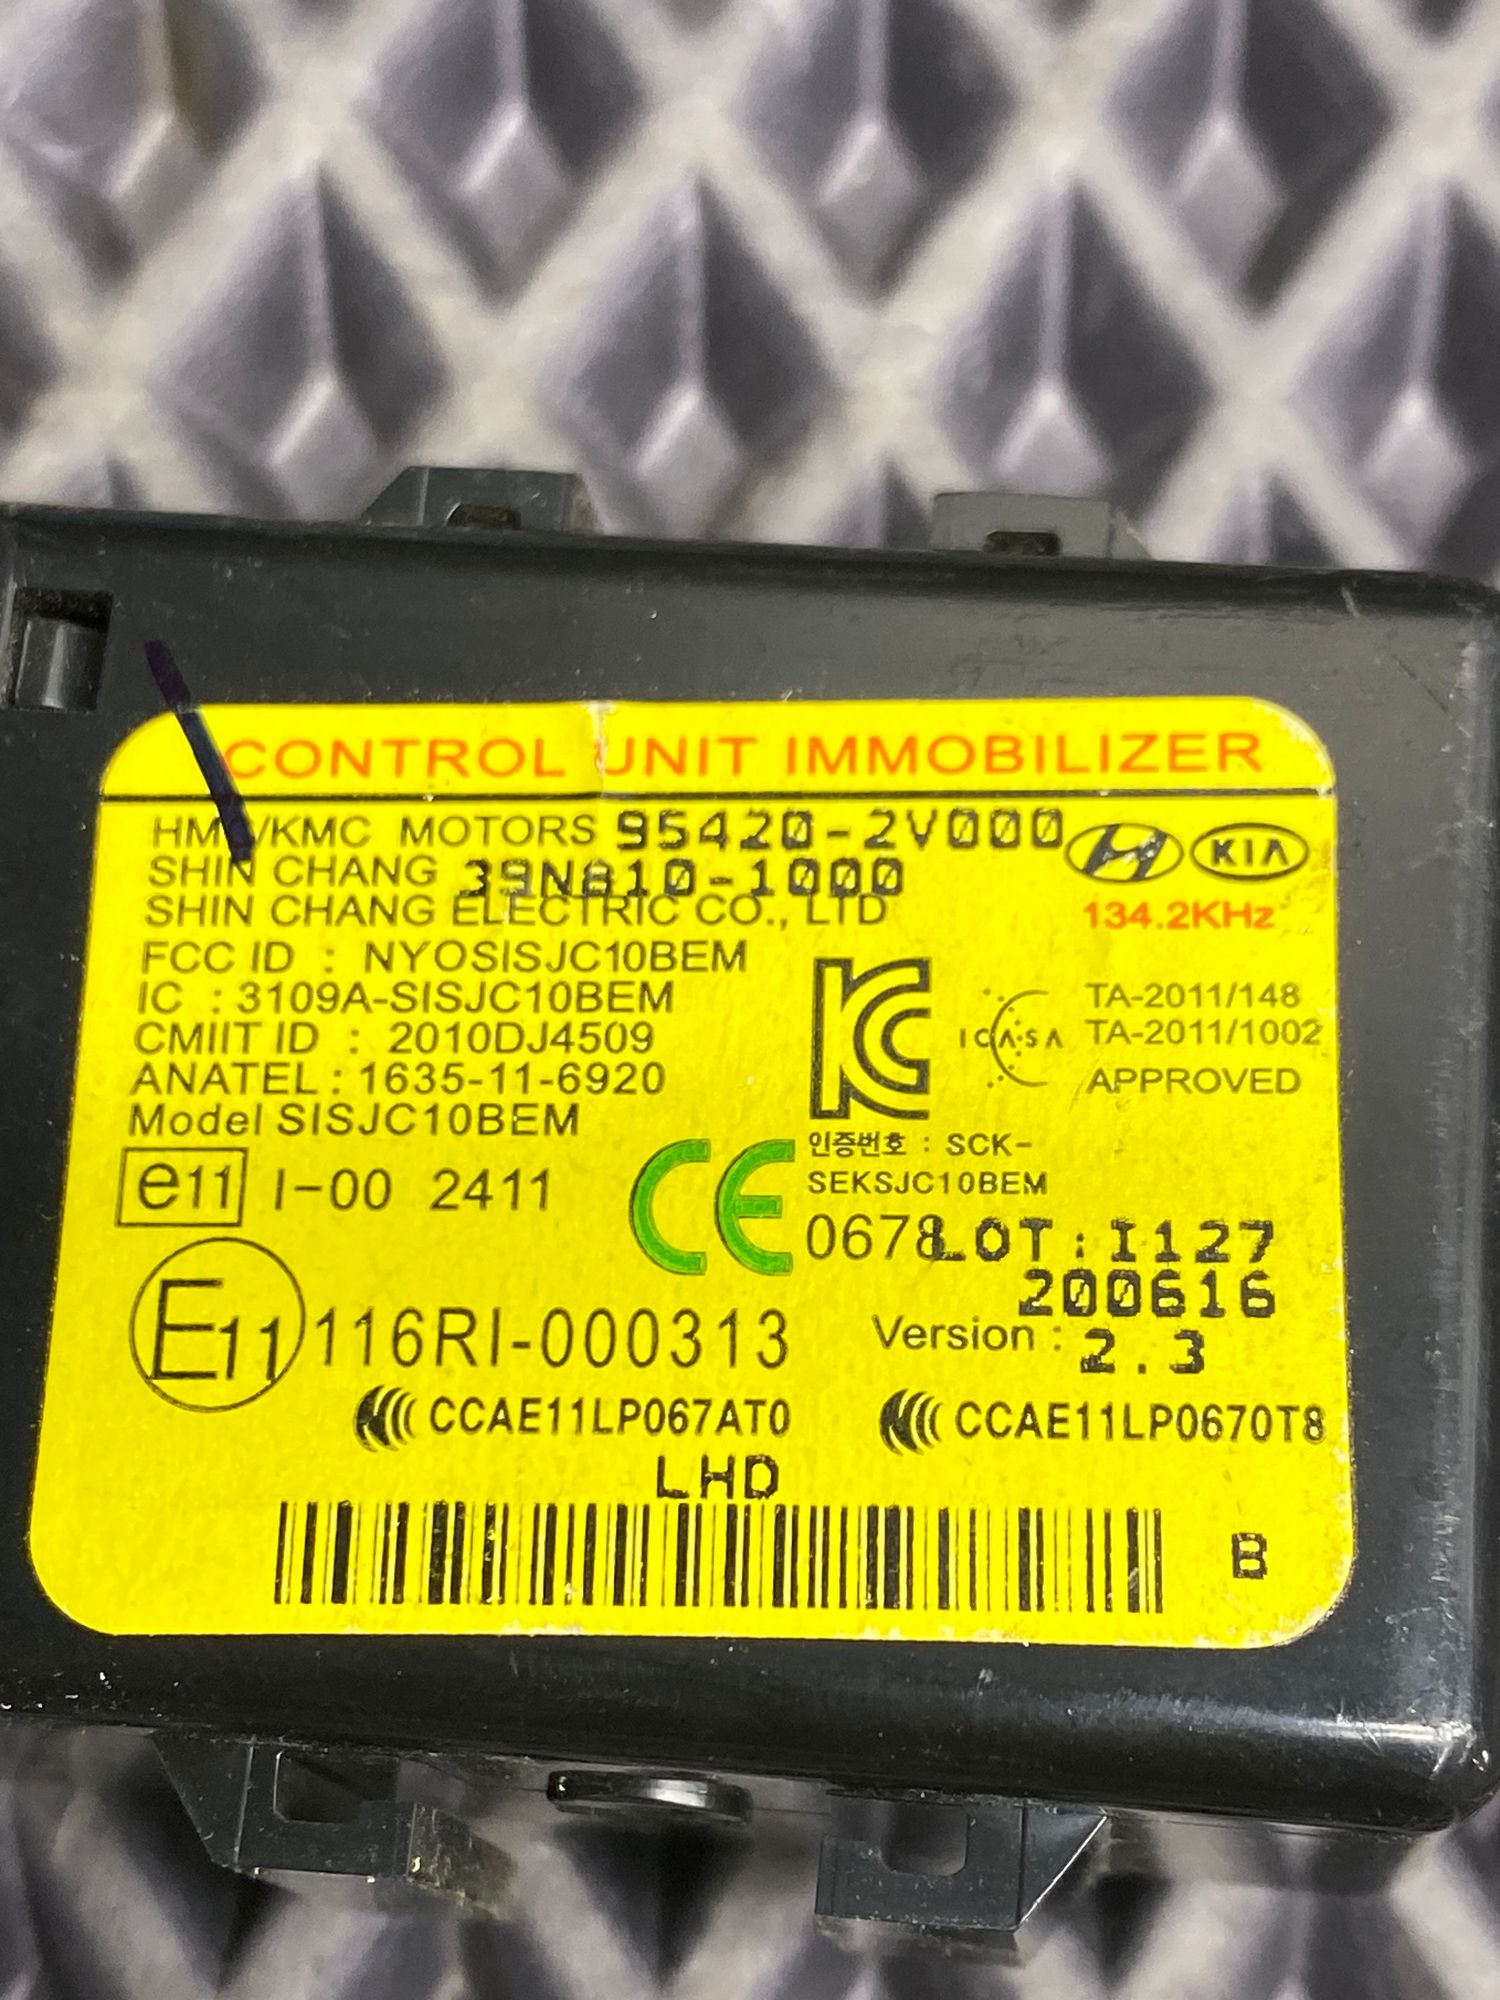 CONTROL UNIT IMMOBILIZER
HMC/KMC MOTORS 95420-2V000
KIA
SHIN CHANG 39N810-1000
SHIN CHANG ELECTRIC CO., LTD
134.2KHz
FCC ID : NYOSISJC10BEM
IC : 3109A-SISJC10BEM
CMIIT ID : 2010DJ4509
ANATEL : 1635-11-6920
Model SISJC10BEM
ICASA
TA-2011/148
TA-2011/1002
APPROVED
인증번호 : SCK-
SEKSJC10BEM
e11 I-00 2411
CE 0678
LOT : I127
200616
E11 116RI-000313
Version : 2.3
CCAE11LP067AT0
CCAE11LP0670T8
LHD
B